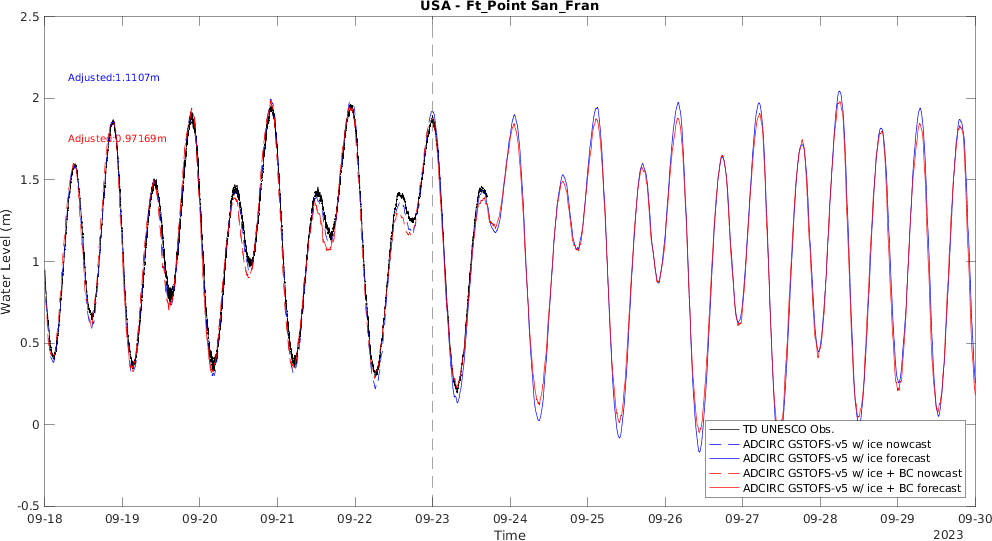 USA - Ft_Point San_Fran
2.5
2
1.5
1
0.5
0
-0.5
Water Level (m)
Adjusted:1.1107m
Adjusted:0.97169m
TD UNESCO Obs.
ADCIRC GSTOFS-v5 w/ ice nowcast
ADCIRC GSTOFS-v5 w/ ice forecast
ADCIRC GSTOFS-v5 w/ ice + BC nowcast
ADCIRC GSTOFS-v5 w/ ice + BC forecast
09-18 09-19 09-20 09-21 09-22 09-23 09-24 09-25 09-26 09-27 09-28 09-29 09-30
Time
2023